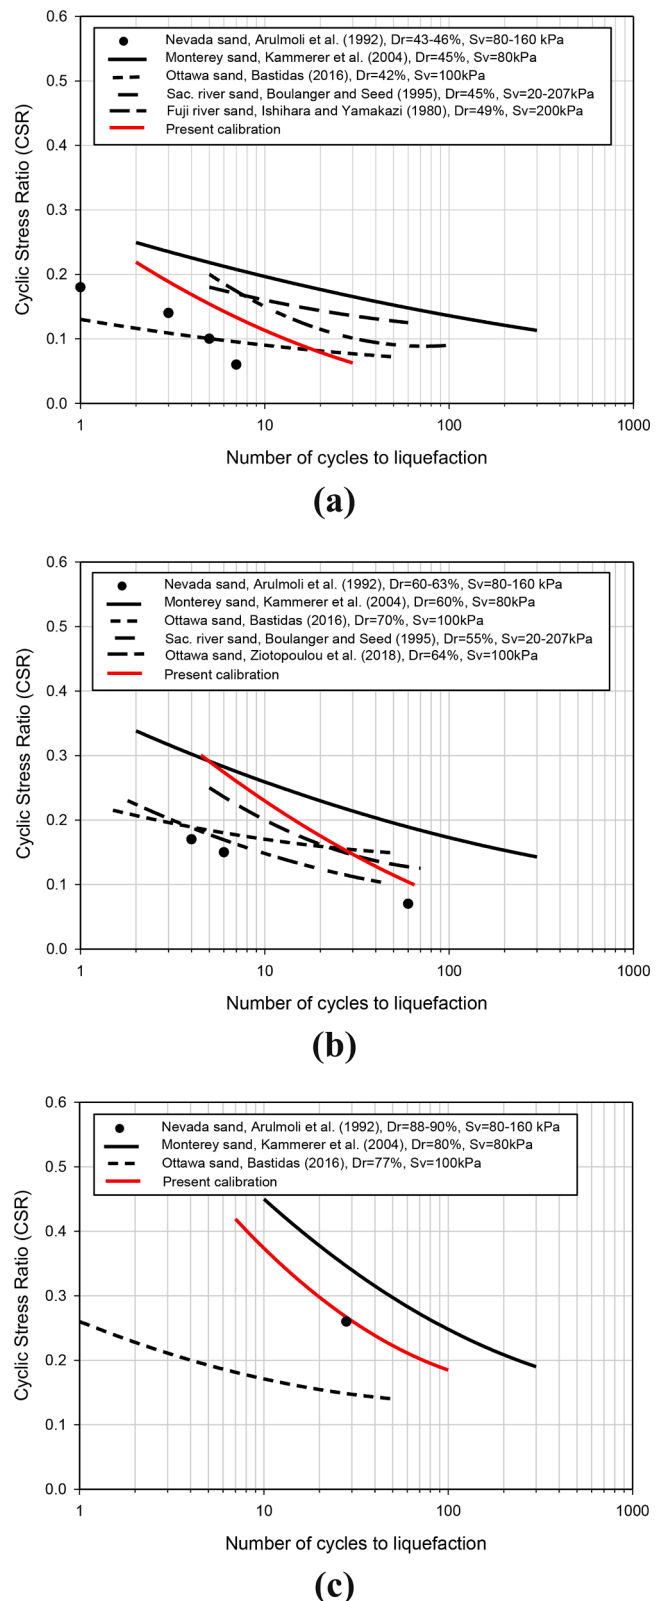 0.6
Nevada sand, Arulmoli et al. (1992), Dr=43-46%, Sv=80-160 kPa
Monterey sand, Kammerer et al. (2004), Dr=45%, Sv=80kPa
Ottawa sand, Bastidas (2016), Dr=42%, Sv=100kPa
Sac. river sand, Boulanger and Seed (1995), Dr=45%, Sv=20-207kPa
Fuji river sand, Ishihara and Yamakazi (1980), Dr=49%, Sv=200kPa
Present calibration
0.5
0.4
0.3
0.2
0.1
0.0
Cyclic Stress Ratio (CSR)
1 10 100 1000
Number of cycles to liquefaction
(a)
0.6
Nevada sand, Arulmoli et al. (1992), Dr=60-63%, Sv=80-160 kPa
Monterey sand, Kammerer et al. (2004), Dr=60%, Sv=80kPa
Ottawa sand, Bastidas (2016), Dr=70%, Sv=100kPa
Sac. river sand, Boulanger and Seed (1995), Dr=55%, Sv=20-207kPa
Ottawa sand, Ziotopoulou et al. (2018), Dr=64%, Sv=100kPa
Present calibration
0.5
0.4
0.3
0.2
0.1
0.0
Cyclic Stress Ratio (CSR)
1 10 100 1000
Number of cycles to liquefaction
(b)
0.6
Nevada sand, Arulmoli et al. (1992), Dr=88-90%, Sv=80-160 kPa
Monterey sand, Kammerer et al. (2004), Dr=80%, Sv=80kPa
Ottawa sand, Bastidas (2016), Dr=77%, Sv=100kPa
Present calibration
0.5
0.4
0.3
0.2
0.1
0.0
Cyclic Stress Ratio (CSR)
1 10 100 1000
Number of cycles to liquefaction
(c)